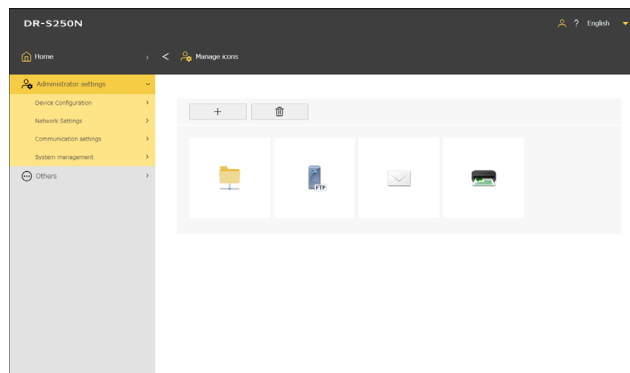 DR-S250N
? English
Home
< Manage icons
Administrator settings
Device Configuration
Network Settings
Communication settings
System management
Others
FTP